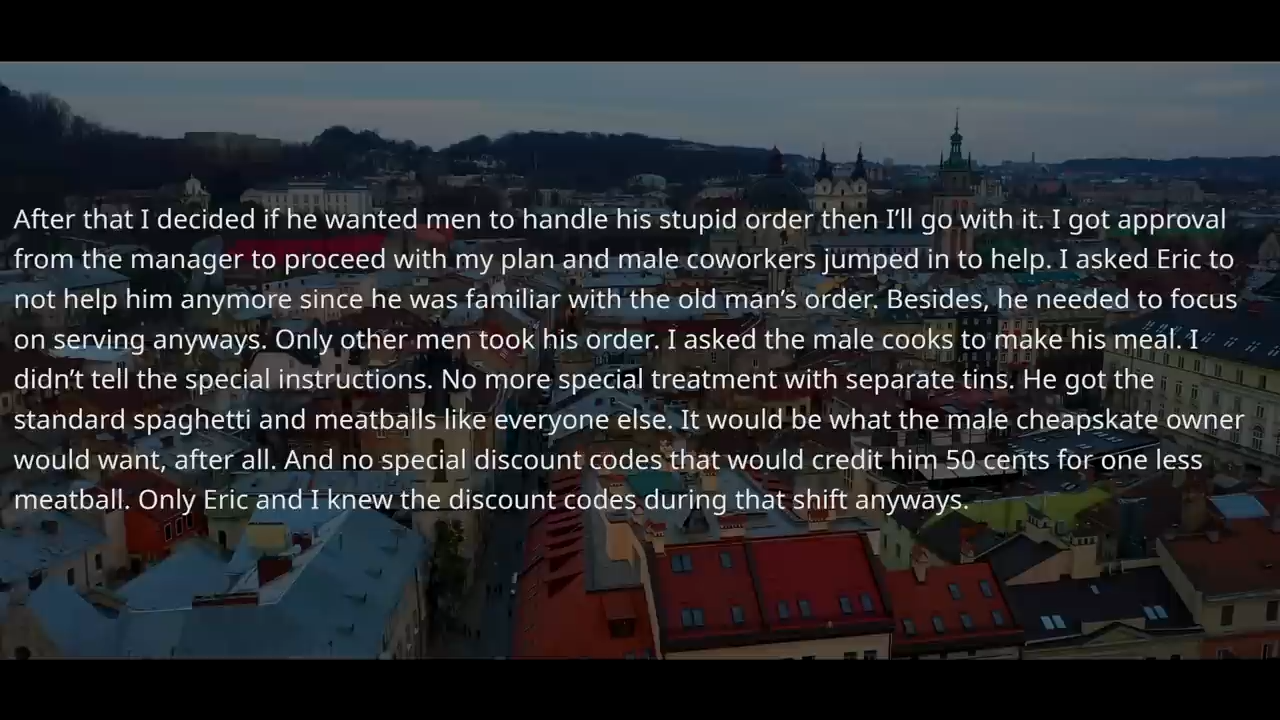 After that I decided if he wanted men to handle his stupid order then I’ll go with it. I got approval
from the manager to proceed with my plan and male coworkers jumped in to help. I asked Eric to
not help him anymore since he was familiar with the old man’s order. Besides, he needed to focus
on serving anyways. Only other men took his order. I asked the male cooks to make his meal. I
didn’t tell the special instructions. No more special treatment with separate tins. He got the
standard spaghetti and meatballs like everyone else. It would be what the male cheapskate owner
would want, after all. And no special discount codes that would credit him 50 cents for one less
meatball. Only Eric and I knew the discount codes during that shift anyways.